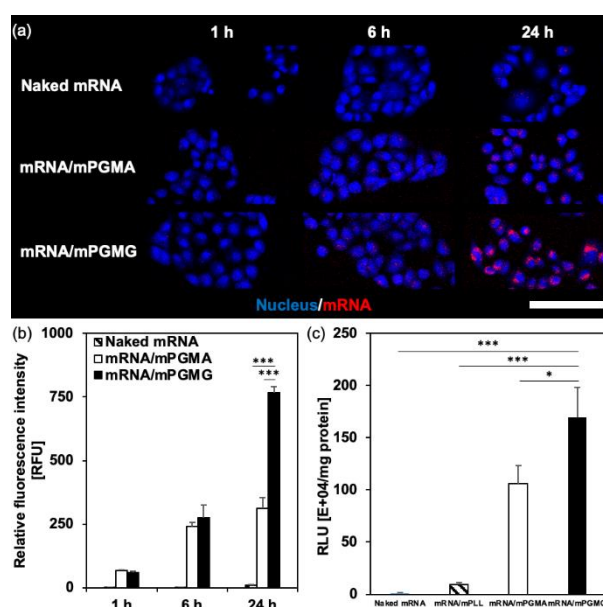 (a) 1 h 6 h 24 h
Naked mRNA
mRNA/mPGMA
mRNA/mPGMG
Nucleus/mRNA
(b)
1000
750
500
250
0
Relative fluorescence intensity
[RFU]
Naked mRNA
mRNA/mPGMA
mRNA/mPGMG
***
***
1 h 6 h 24 h
(c)
250
200
150
100
50
0
RLU [E+04/mg protein]
***
***
*
Naked mRNA mRNA/mPLL mRNA/mPGMA mRNA/mPGMG